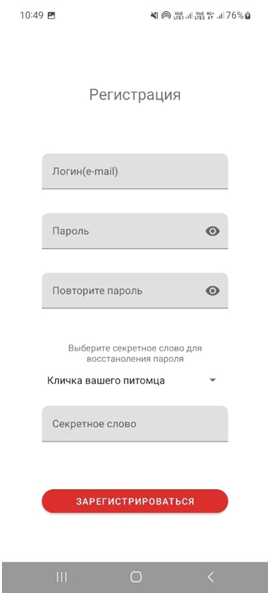 10:49 76%
Регистрация
Логин(e-mail)
Пароль
Повторите пароль
Выберите секретное слово для
восстаноления пароля
Кличка вашего питомца
Секретное слово
ЗАРЕГИСТРИРОВАТЬСЯ